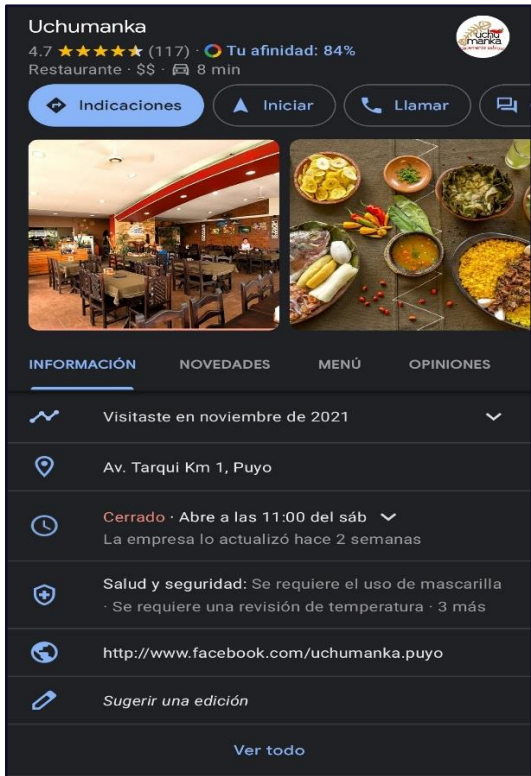 Uchumanka
uchu
manka
4.7 (117) · Tu afinidad: 84%
Restaurante · $$ · 8 min
Indicaciones
Iniciar
Llamar
INFORMACIÓN
NOVEDADES
MENÚ
OPINIONES
Visitaste en noviembre de 2021
Av. Tarqui Km 1, Puyo
Cerrado · Abre a las 11:00 del sáb
La empresa lo actualizó hace 2 semanas
Salud y seguridad: Se requiere el uso de mascarilla
· Se requiere una revisión de temperatura · 3 más
http://www.facebook.com/uchumanka.puyo
Sugerir una edición
Ver todo